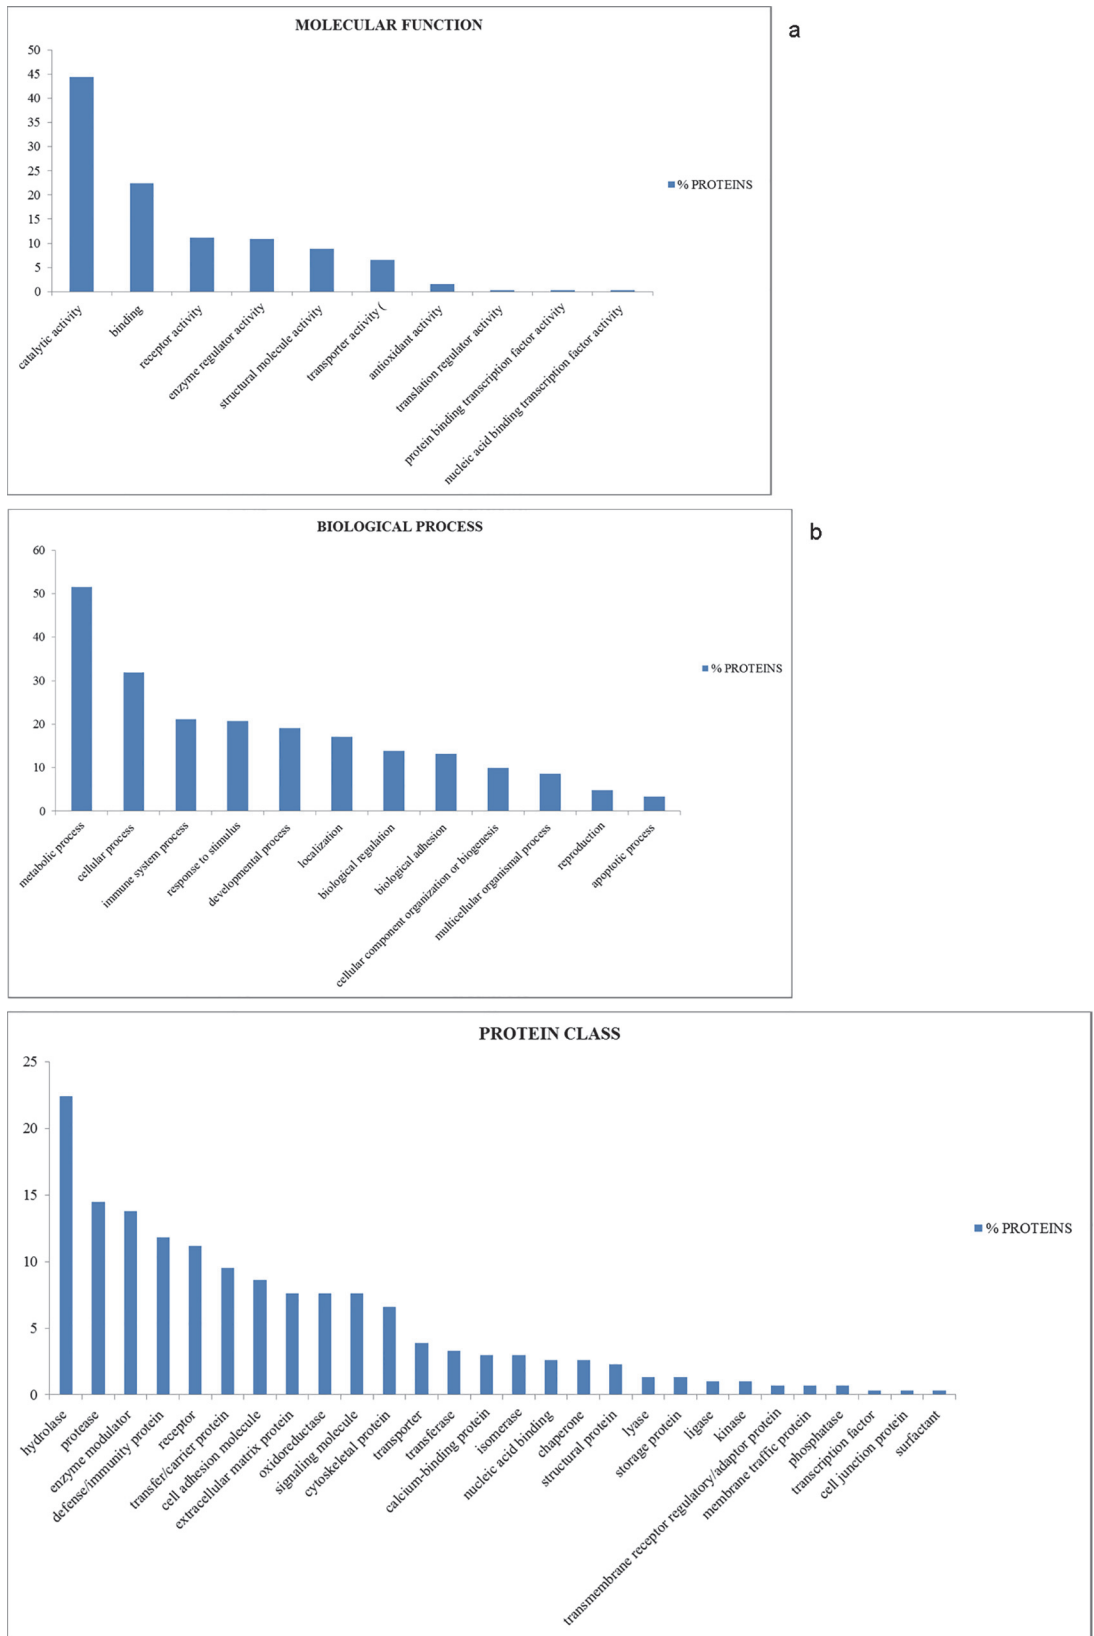 MOLECULAR FUNCTION
a
50
45
40
35
30
25
20
15
10
5
0
% PROTEINS
catalytic activity
binding
receptor activity
enzyme regulator activity
structural molecule activity
transporter activity (
antioxidant activity
translation regulator activity
protein binding transcription factor activity
nucleic acid binding transcription factor activity
BIOLOGICAL PROCESS
b
60
50
40
30
20
10
0
% PROTEINS
metabolic process
cellular process
immune system process
response to stimulus
developmental process
localization
biological regulation
biological adhesion
cellular component organization or biogenesis
multicellular organismal process
reproduction
apoptotic process
PROTEIN CLASS
25
20
15
10
5
0
% PROTEINS
hydrolase
protease
enzyme modulator
defense/immunity protein
receptor
transfer/carrier protein
cell adhesion molecule
extracellular matrix protein
oxidoreductase
signaling molecule
cytoskeletal protein
transporter
transferase
calcium-binding protein
isomerase
nucleic acid binding
chaperone
structural protein
lyase
storage protein
ligase
kinase
transmembrane receptor regulatory/adaptor protein
membrane traffic protein
phosphatase
transcription factor
cell junction protein
surfactant